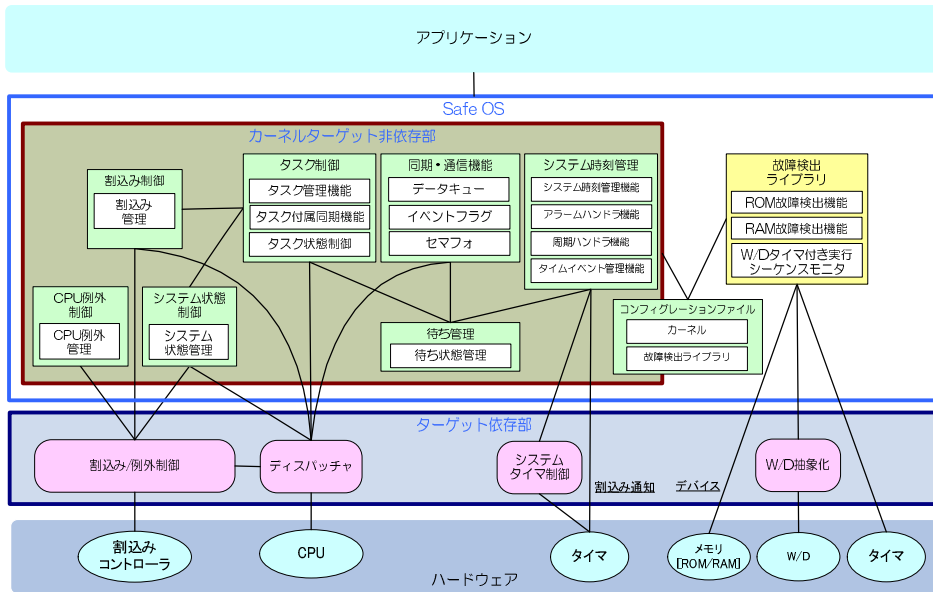 アプリケーション
Safe OS
カーネルターゲット非依存部
割込み制御
割込み
管理
タスク制御
タスク管理機能
タスク付属同期機能
タスク状態制御
同期・通信機能
データキュー
イベントフラグ
セマフォ
システム時刻管理
システム時刻管理機能
アラームハンドラ機能
周期ハンドラ機能
タイムイベント管理機能
故障検出
ライブラリ
ROM故障検出機能
RAM故障検出機能
W/Dタイマ付き実行
シーケンスモニタ
CPU例外
制御
CPU例外
管理
システム状態
制御
システム
状態管理
待ち管理
待ち状態管理
コンフィグレーションファイル
カーネル
故障検出ライブラリ
ターゲット依存部
割込み/例外制御
ディスパッチャ
システム
タイマ制御
割込み通知
デバイス
W/D抽象化
割込み
コントローラ
CPU
タイマ
メモリ
[ROM/RAM]
W/D
タイマ
ハードウェア